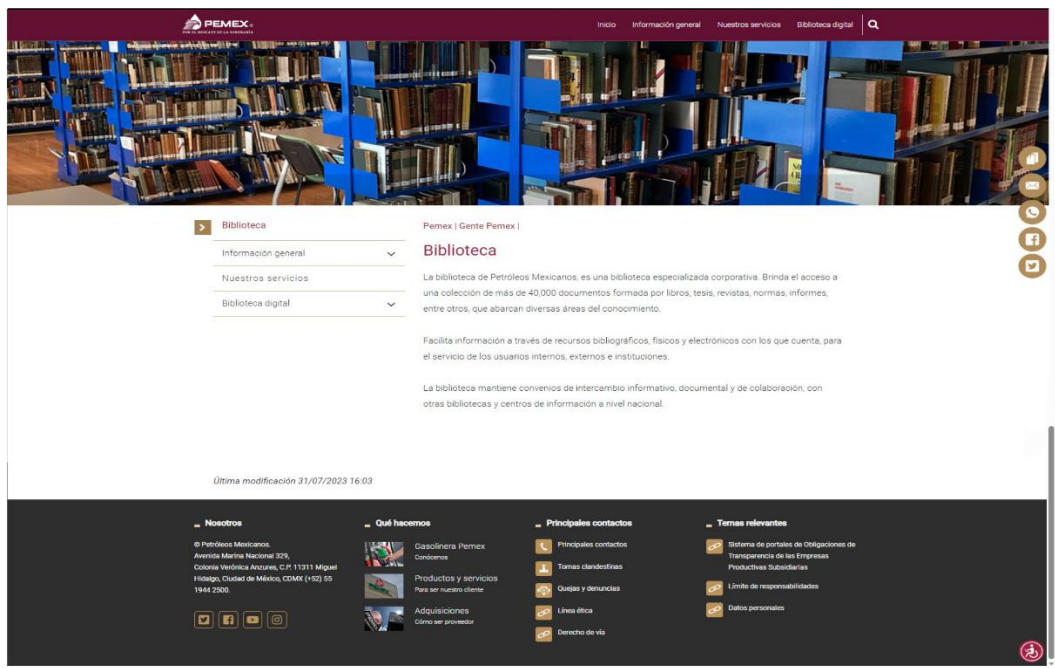 PEMEX®
POR EL RESCATE DE LA SOBERANÍA
Inicio
Información general
Nuestros servicios
Biblioteca digital
Biblioteca
Información general
Nuestros servicios
Biblioteca digital
Pemex | Gente Pemex |
Biblioteca
La biblioteca de Petróleos Mexicanos, es una biblioteca especializada corporativa. Brinda el acceso a
una colección de más de 40,000 documentos formada por libros, tesis, revistas, normas, informes,
entre otros, que abarcan diversas áreas del conocimiento.
Facilita información a través de recursos bibliográficos, físicos y electrónicos con los que cuenta, para
el servicio de los usuarios internos, externos e instituciones.
La biblioteca mantiene convenios de intercambio informativo, documental y de colaboración, con
otras bibliotecas y centros de información a nivel nacional.
Última modificación 31/07/2023 16:03
Nosotros
© Petróleos Mexicanos.
Avenida Marina Nacional 329,
Colonia Verónica Anzures, C.P. 11311 Miguel
Hidalgo, Ciudad de México, CDMX (+52) 55
1944 2500.
Qué hacemos
Gasolinera Pemex
Conócenos
Productos y servicios
Para ser nuestro cliente
Adquisiciones
Cómo ser proveedor
Principales contactos
Principales contactos
Tomas clandestinas
Quejas y denuncias
Línea ética
Derecho de vía
Temas relevantes
Sistema de portales de Obligaciones de
Transparencia de las Empresas
Productivas Subsidiarias
Límite de responsabilidades
Datos personales